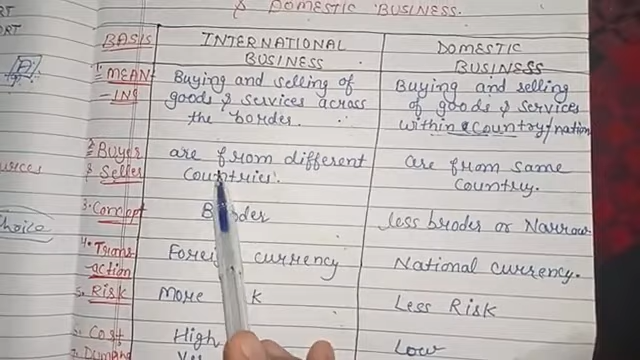 & DOMESTIC BUSINESS.
BASIS INTERNATIONAL BUSINESS DOMESTIC BUSINESS
1. MEAN
-ING
Buying and selling of
goods & services across
the border.
Buying and selling
of goods & services
within a country/nation
2 Buyer
& Seller
are from different
countries.
are from same
country.
3. Concept
less broder or Narrow
4. Trans
-action
currency
National currency.
5. Risk
More
Less Risk
Cost
High
Low
Demand